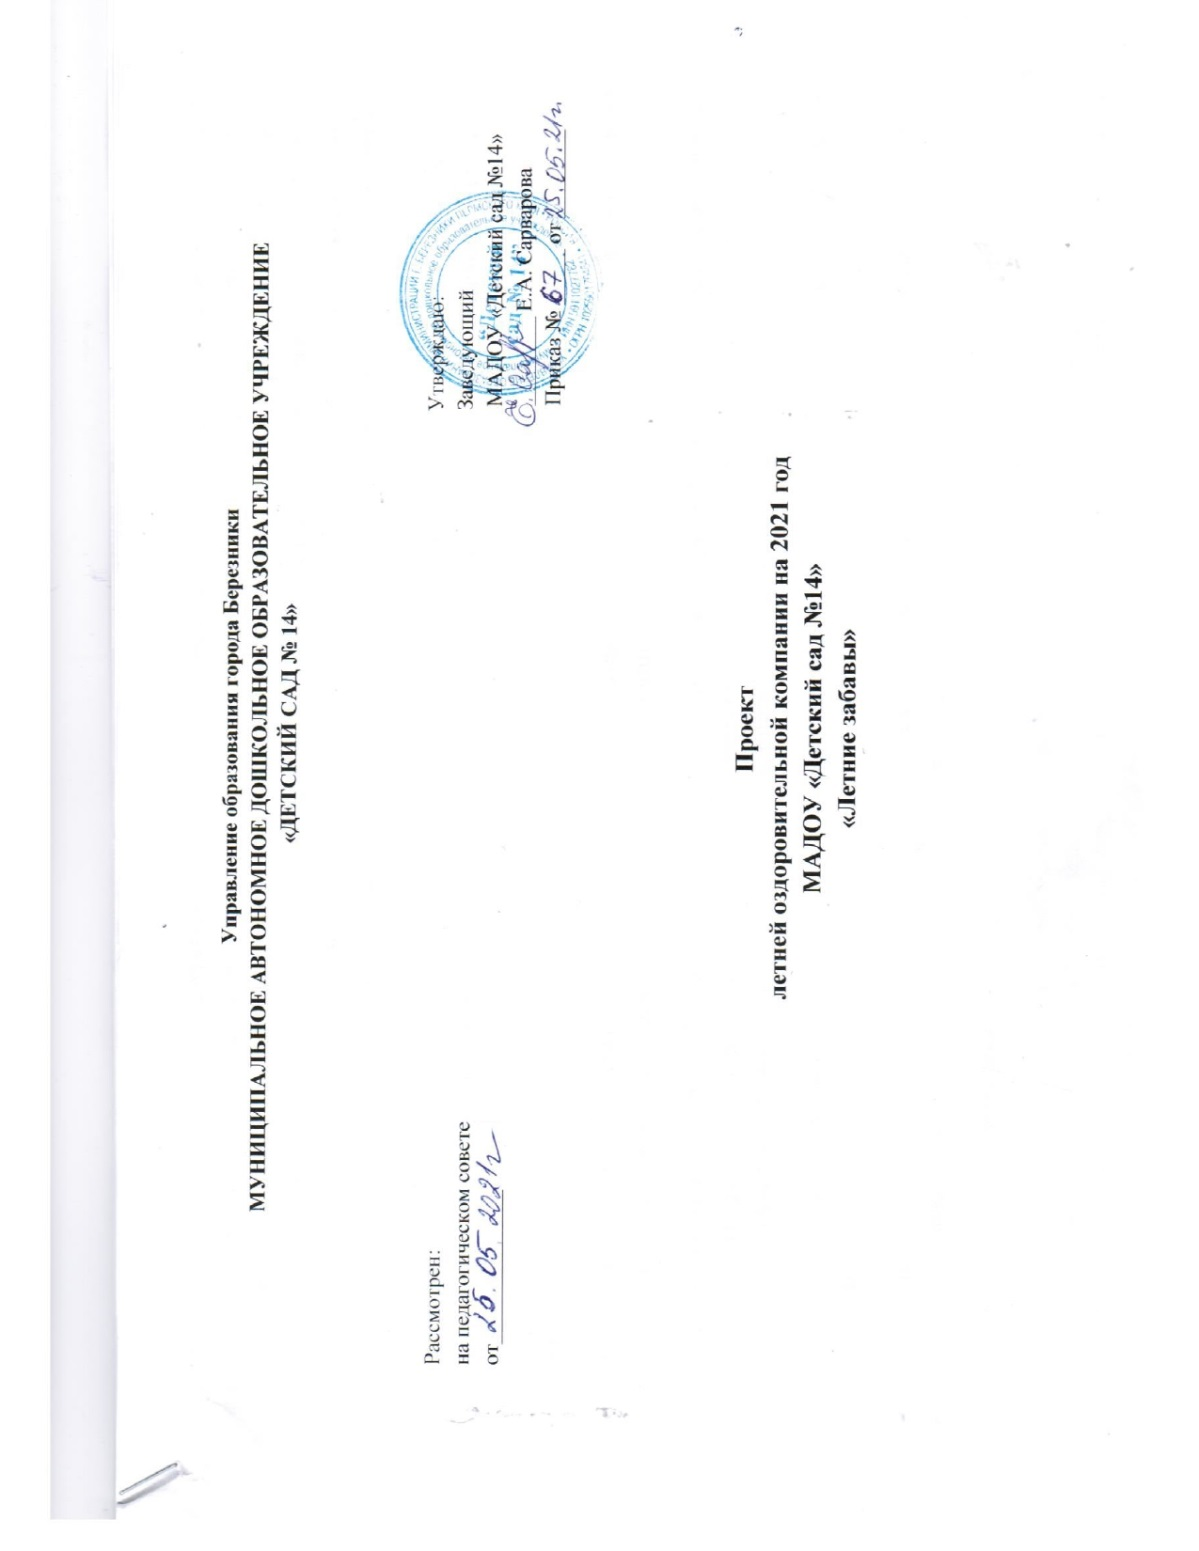 Управление образования города Березники
МУНИЦИПАЛЬНОЕ АВТОНОМНОЕ ДОШКОЛЬНОЕ ОБРАЗОВАТЕЛЬНОЕ УЧРЕЖДЕНИЕ
«ДЕТСКИЙ САД № 14»
Рассмотрен:
на педагогическом совете
от 25. 05 2021г
Утверждаю:
Заведующий
МАДОУ «Детский сад №14»
Е.А. Сарварова
Приказ № 67 от 25.05.21г.
Проект
летней оздоровительной компании на 2021 год
МАДОУ «Детский сад №14»
«Летние забавы»